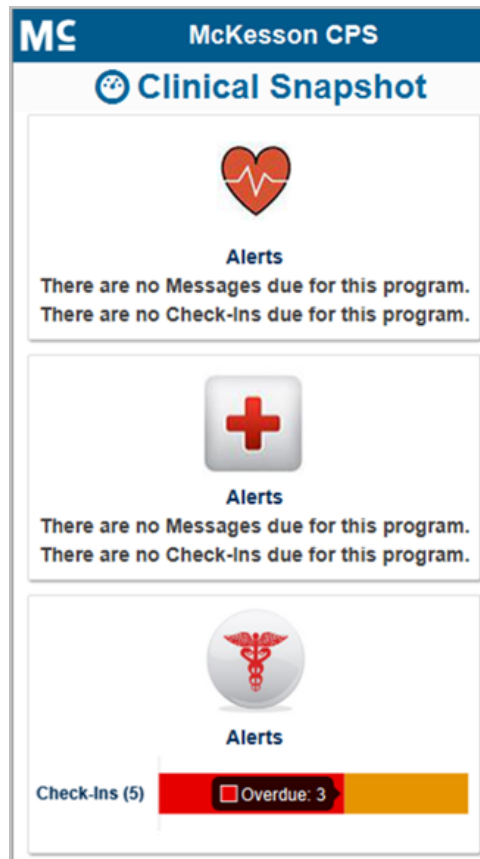 McKesson CPS
Clinical Snapshot
Alerts
There are no Messages due for this program.
There are no Check-Ins due for this program.
Alerts
There are no Messages due for this program.
There are no Check-Ins due for this program.
Alerts
Check-Ins (5)
Overdue: 3